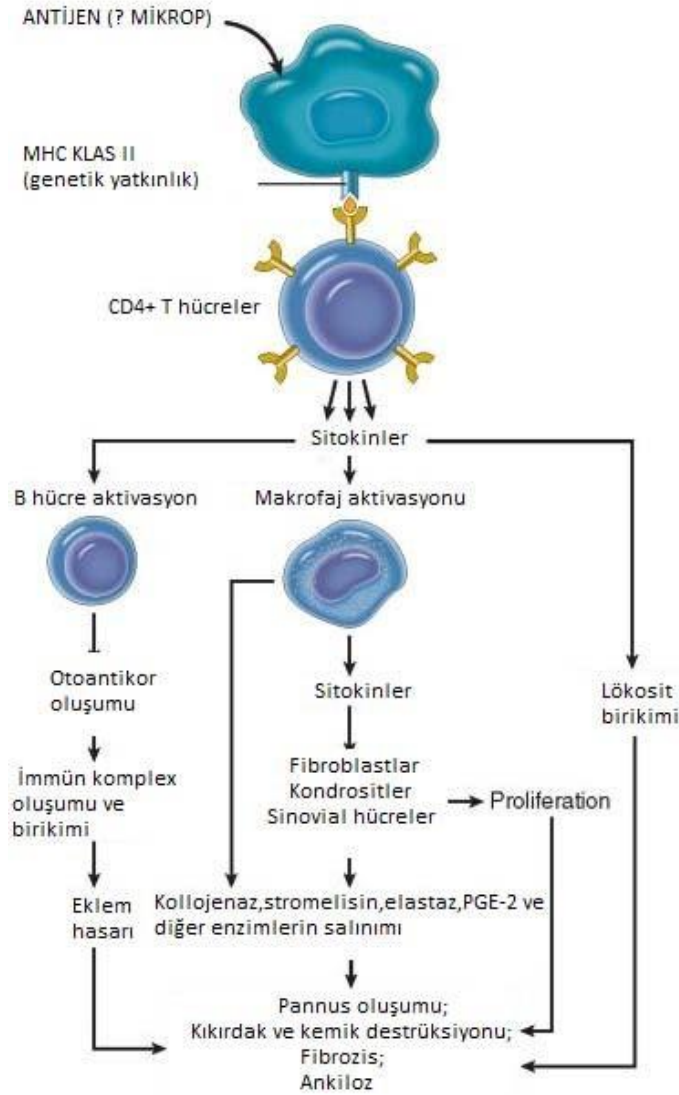 ANTİJEN (? MİKROP)
MHC KLAS II
(genetik yatkınlık)
CD4+ T hücreler
Sitokinler
B hücre aktivasyon
Makrofaj aktivasyonu
Otoantikor
oluşumu
Sitokinler
Lökosit
birikimi
İmmün komplex
oluşumu ve
birikimi
Fibroblastlar
Kondrositler
Sinovial hücreler
Proliferation
Eklem
hasarı
Kollojenaz,stromelisin,elastaz,PGE-2 ve
diğer enzimlerin salınımı
Pannus oluşumu;
Kıkırdak ve kemik destrüksiyonu;
Fibrozis;
Ankiloz